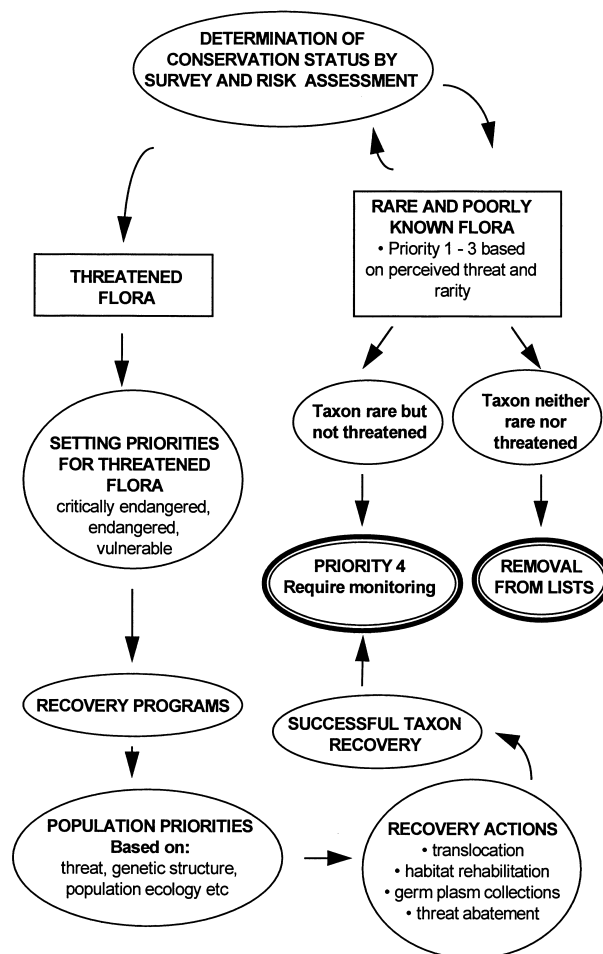 DETERMINATION OF
CONSERVATION STATUS BY
SURVEY AND RISK ASSESSMENT
RARE AND POORLY
KNOWN FLORA
• Priority 1 - 3 based
on perceived threat and
rarity
THREATENED
FLORA
Taxon rare but
not threatened
Taxon neither
rare nor
threatened
SETTING PRIORITIES
FOR THREATENED
FLORA
critically endangered,
endangered,
vulnerable
PRIORITY 4
Require monitoring
REMOVAL
FROM LISTS
RECOVERY PROGRAMS
SUCCESSFUL TAXON
RECOVERY
POPULATION PRIORITIES
Based on:
threat, genetic structure,
population ecology etc
RECOVERY ACTIONS
• translocation
• habitat rehabilitation
• germ plasm collections
• threat abatement